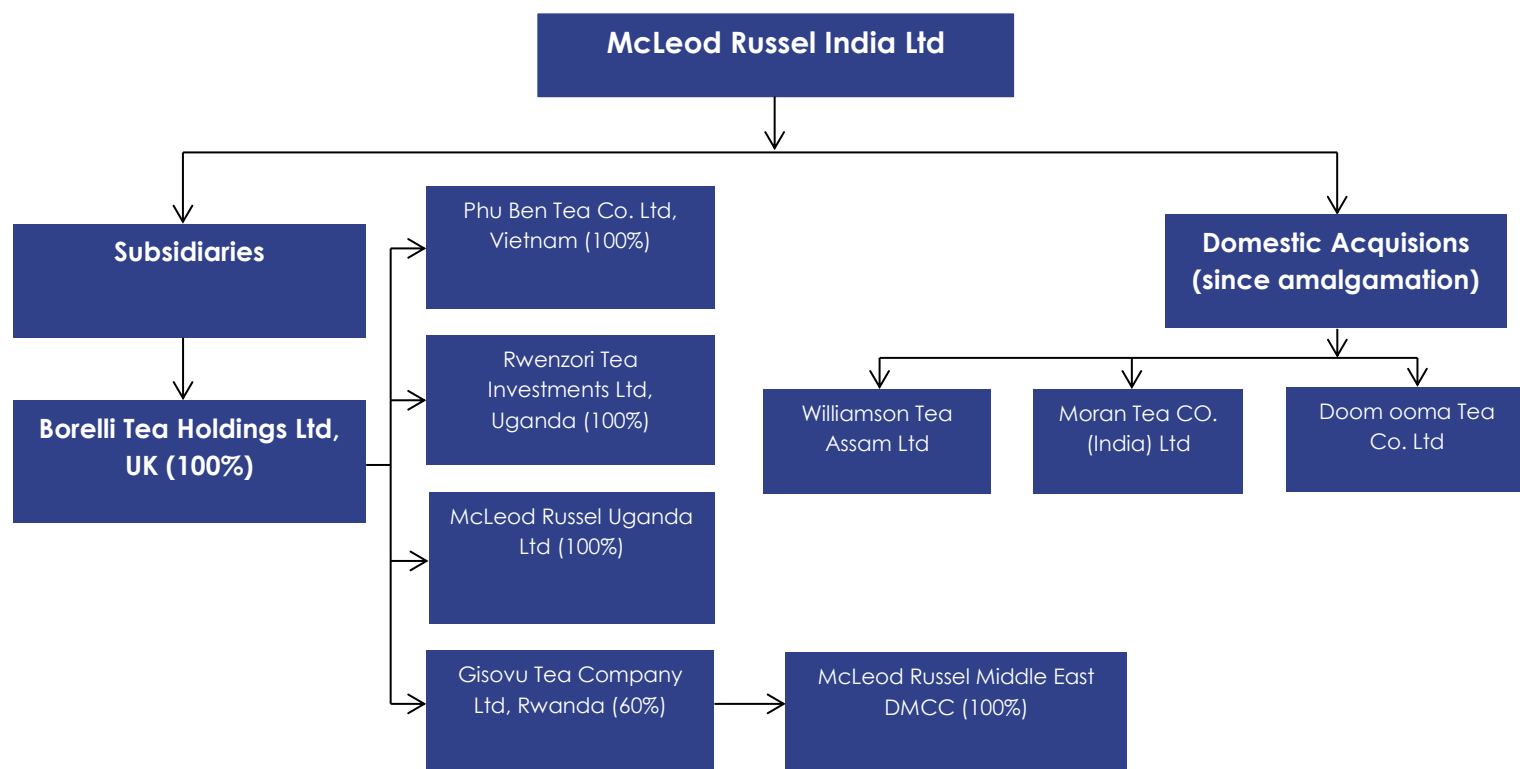 McLeod Russel India Ltd
Subsidiaries
Borelli Tea Holdings Ltd,
UK (100%)
Phu Ben Tea Co. Ltd,
Vietnam (100%)
Rwenzori Tea
Investments Ltd,
Uganda (100%)
McLeod Russel Uganda
Ltd (100%)
Gisovu Tea Company
Ltd, Rwanda (60%)
McLeod Russel Middle East
DMCC (100%)
Domestic Acquisions
(since amalgamation)
Williamson Tea
Assam Ltd
Moran Tea CO.
(India) Ltd
Doom ooma Tea
Co. Ltd